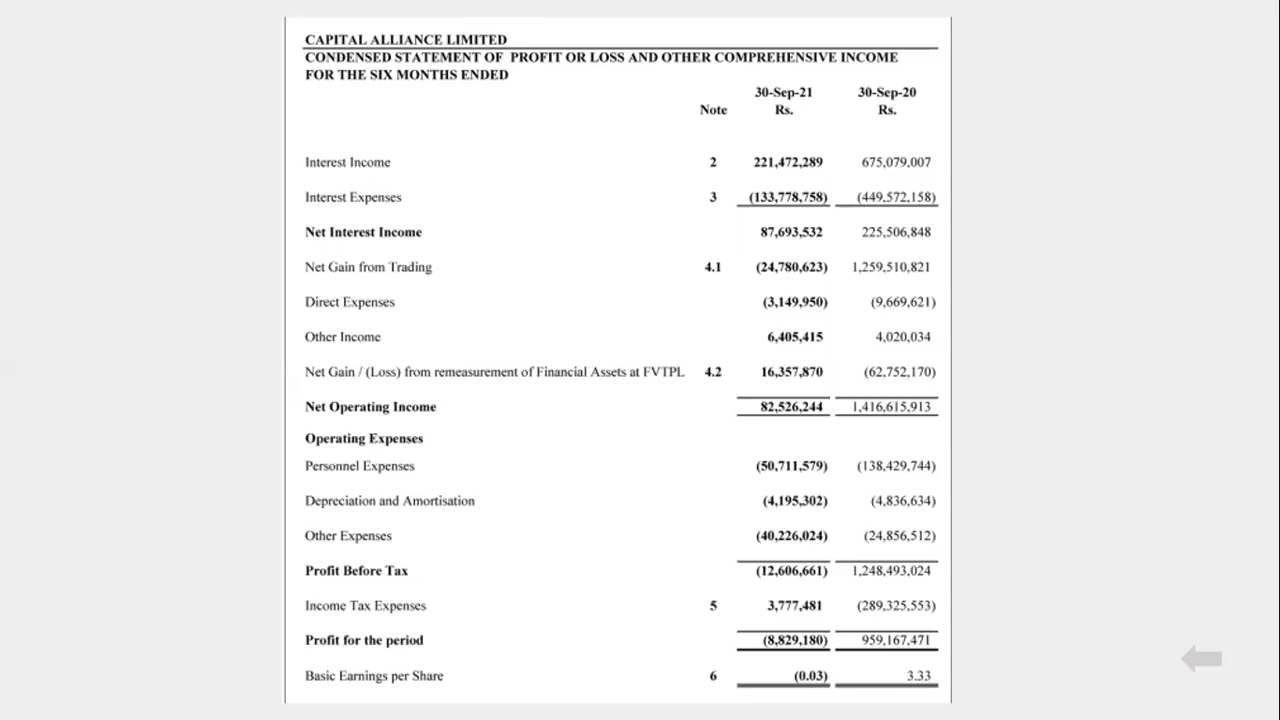 CAPITAL ALLIANCE LIMITED
CONDENSED STATEMENT OF PROFIT OR LOSS AND OTHER COMPREHENSIVE INCOME
FOR THE SIX MONTHS ENDED
30-Sep-21 30-Sep-20
Note Rs. Rs.
Interest Income 2 221,472,289 675,079,007
Interest Expenses 3 (133,778,758) (449,572,158)
Net Interest Income 87,693,532 225,506,848
Net Gain from Trading 4.1 (24,780,623) 1,259,510,821
Direct Expenses (3,149,950) (9,669,621)
Other Income 6,405,415 4,020,034
Net Gain / (Loss) from remeasurement of Financial Assets at FVTPL 4.2 16,357,870 (62,752,170)
Net Operating Income 82,526,244 1,416,615,913
Operating Expenses
Personnel Expenses (50,711,579) (138,429,744)
Depreciation and Amortisation (4,195,302) (4,836,634)
Other Expenses (40,226,024) (24,856,512)
Profit Before Tax (12,606,661) 1,248,493,024
Income Tax Expenses 5 3,777,481 (289,325,553)
Profit for the period (8,829,180) 959,167,471
Basic Earnings per Share 6 (0.03) 3.33